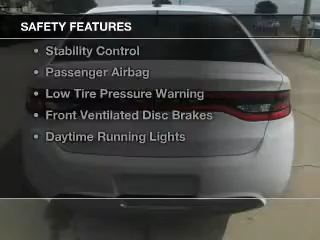 SAFETY FEATURES
• Stability Control
• Passenger Airbag
• Low Tire Pressure Warning
• Front Ventilated Disc Brakes
• Daytime Running Lights